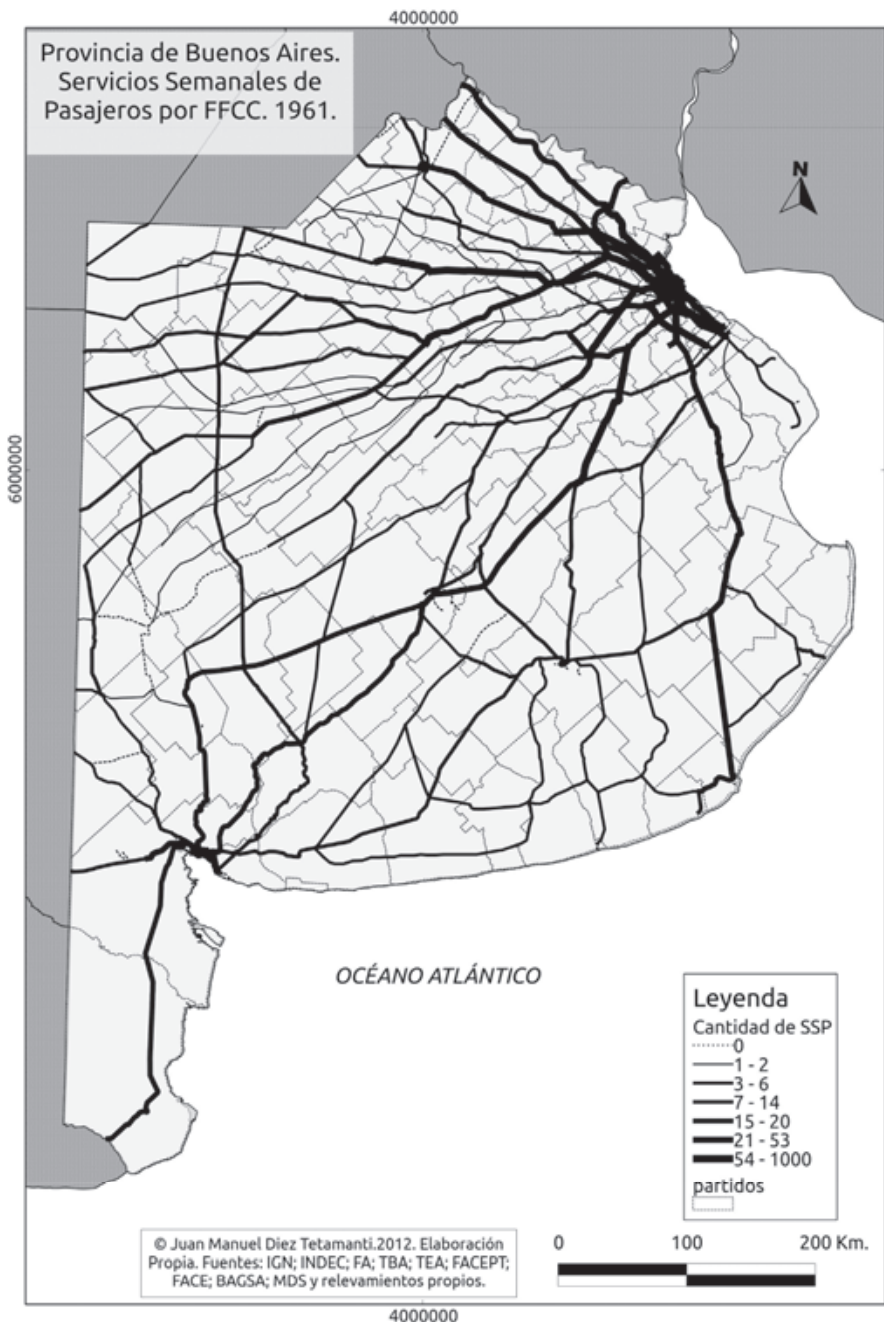 4000000
Provincia de Buenos Aires.
Servicios Semanales de
Pasajeros por FFCC. 1961.
N
6000000
OCÉANO ATLÁNTICO
Leyenda
Cantidad de SSP
0
1 - 2
3 - 6
7 - 14
15 - 20
21 - 53
54 - 1000
partidos
© Juan Manuel Diez Tetamanti.2012. Elaboración
Propia. Fuentes: IGN; INDEC; FA; TBA; TEA; FACEPT;
FACE; BAGSA; MDS y relevamientos propios.
0 100 200 Km.
4000000